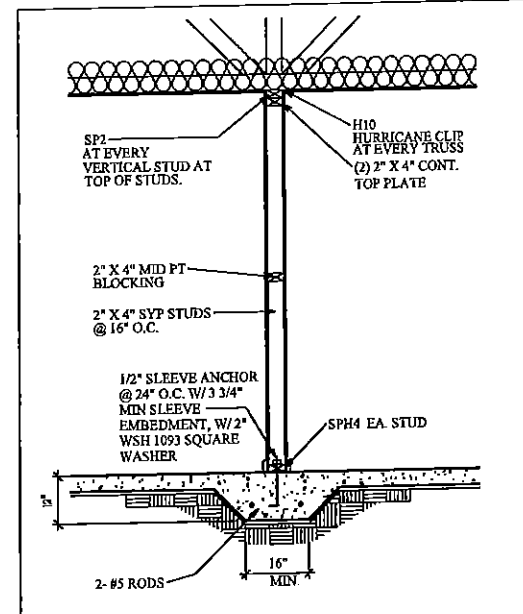 SP2
AT EVERY
VERTICAL STUD AT
TOP OF STUDS.
H10
HURRICANE CLIP
AT EVERY TRUSS
(2) 2" X 4" CONT.
TOP PLATE
2" X 4" MID PT
BLOCKING
2" X 4" SYP STUDS
@ 16" O.C.
1/2" SLEEVE ANCHOR
@ 24" O.C. W/ 3 3/4"
MIN SLEEVE
EMBEDMENT, W/ 2"
WSH 1093 SQUARE
WASHER
SPH4 EA. STUD
12"
2- #5 RODS
16"
MIN.